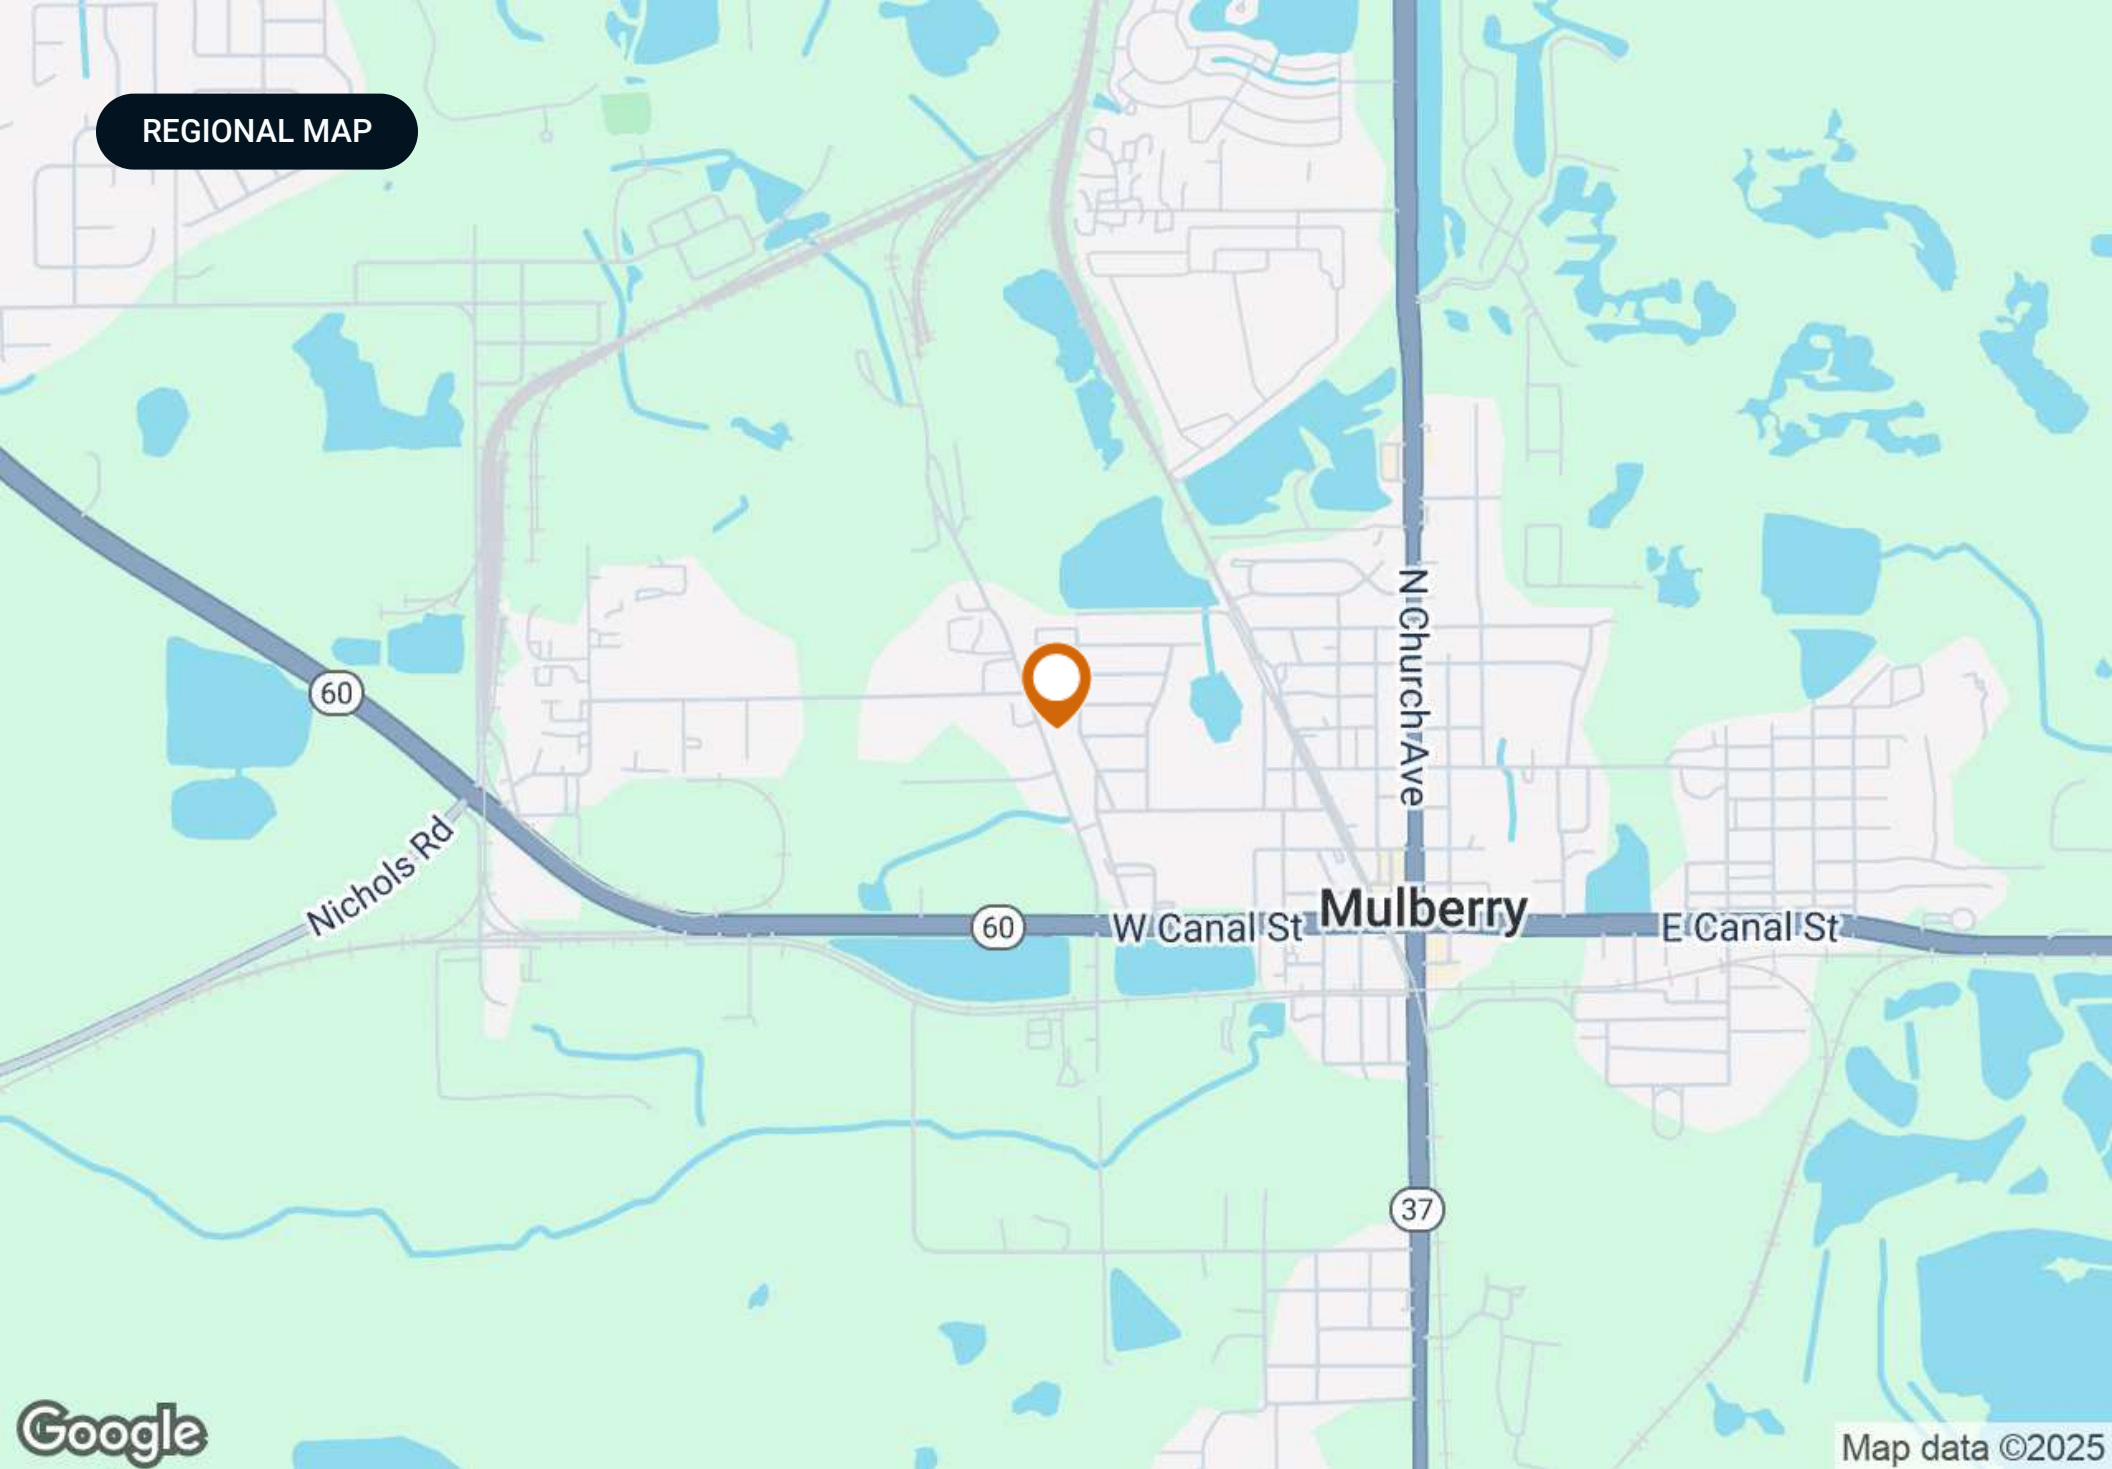 REGIONAL MAP
N Church Ave
60
Nichols Rd
60
W Canal St
Mulberry
E Canal St
37
Google
Map data ©2025